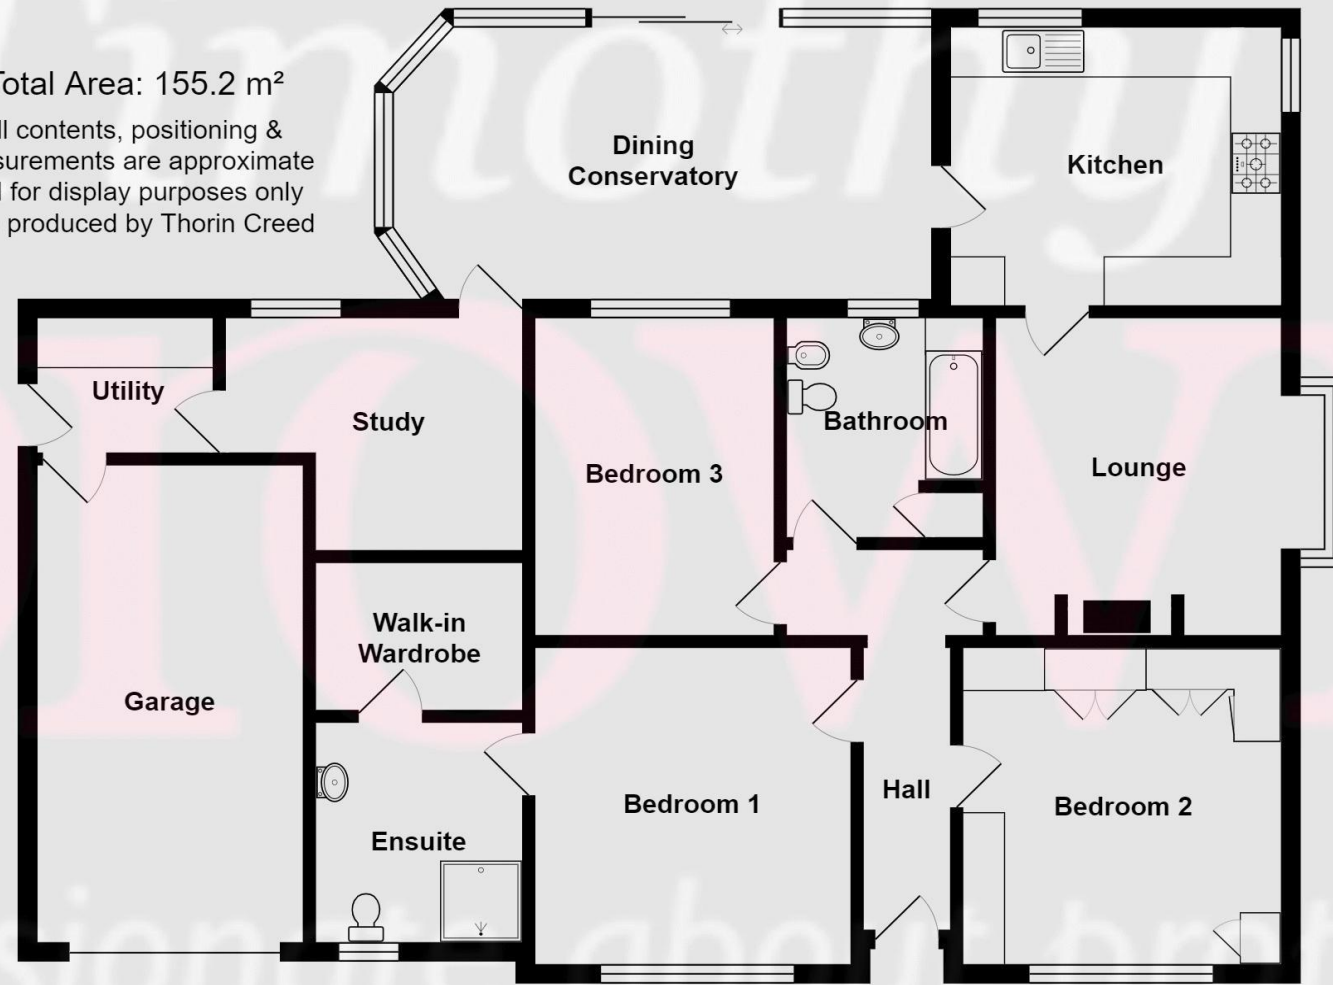 Total Area: 155.2 m²
ll contents, positioning &
surements are approximate
l for display purposes only
produced by Thorin Creed
Dining
Conservatory
Kitchen
Utility
Study
Bedroom 3
Bathroom
Lounge
Walk-in
Wardrobe
Garage
Ensuite
Bedroom 1
Hall
Bedroom 2
Timothy
about